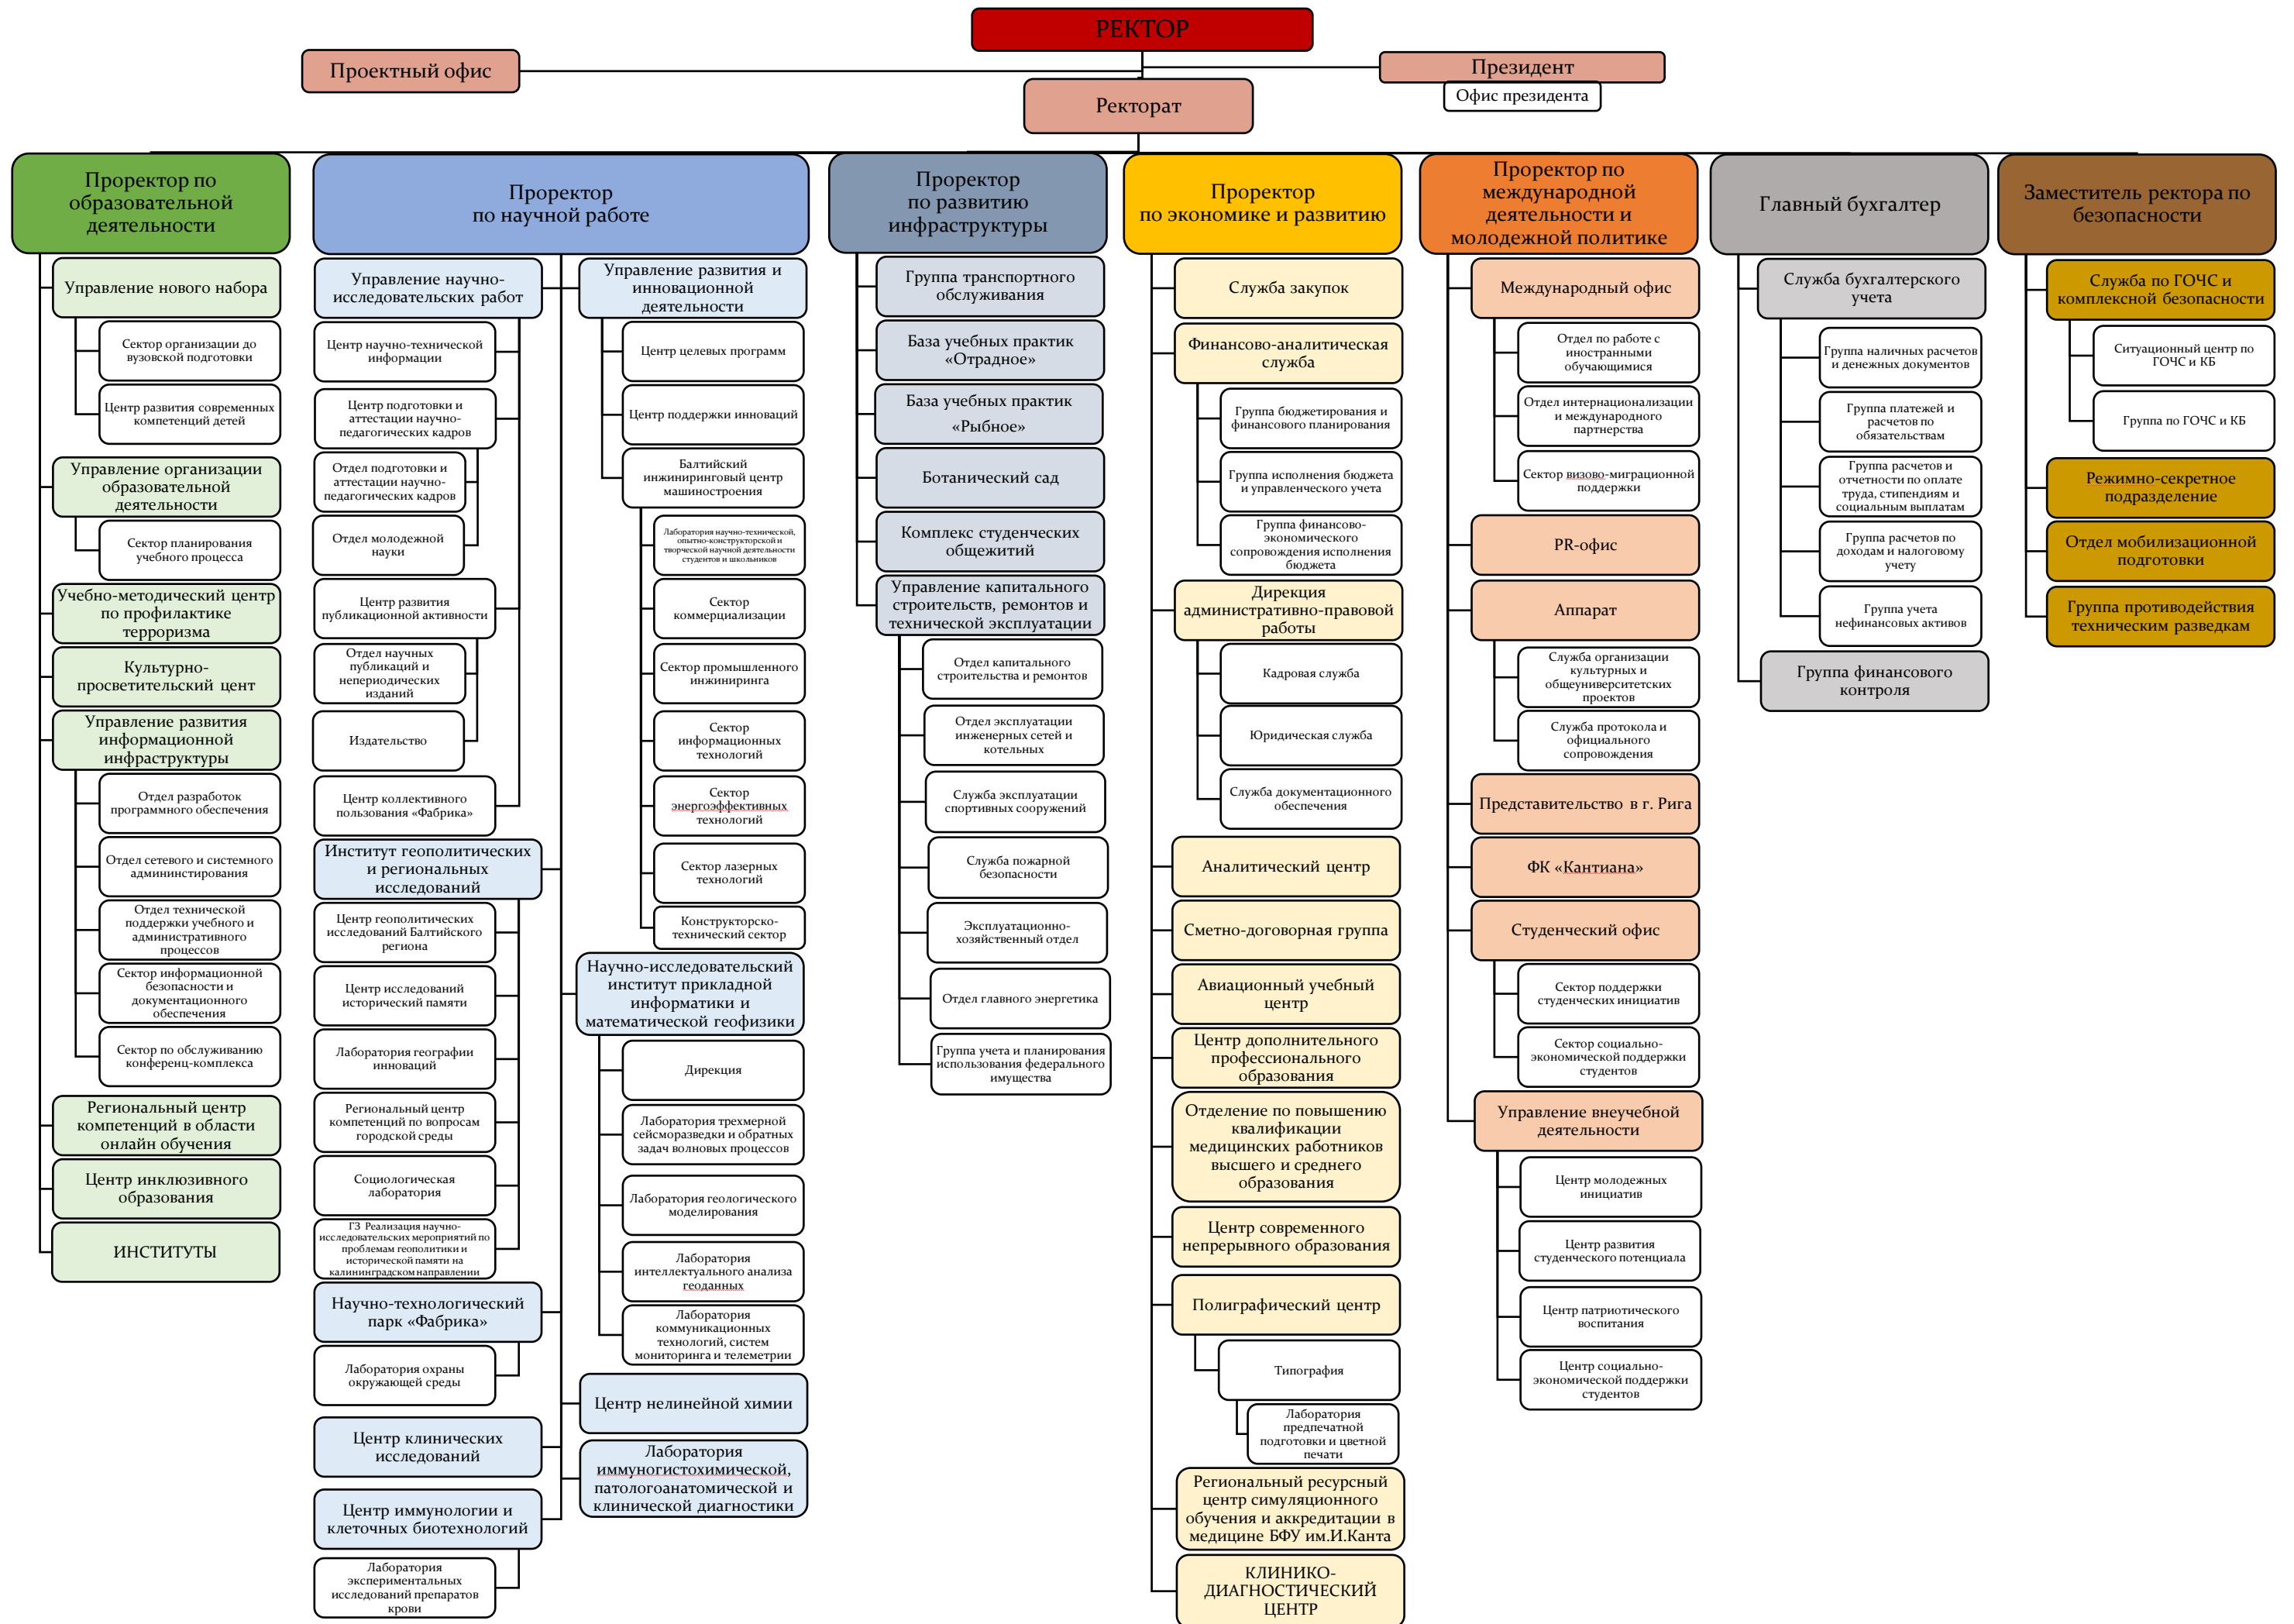 РЕКТОР
Проектный офис
Президент
Офис президента
Ректорат
Проректор по
образовательной
деятельности
Управление нового набора
Сектор организации до
вузовской подготовки
Центр развития современных
компетенций детей
Управление организации
образовательной
деятельности
Сектор планирования
учебного процесса
Учебно-методический центр
по профилактике
терроризма
Культурно-
просветительский цент
Управление развития
информационной
инфраструктуры
Отдел разработок
программного обеспечения
Отдел сетевого и системного
админинстирования
Отдел технической
поддержки учебного и
административного
процессов
Сектор информационной
безопасности и
документационного
обеспечения
Сектор по обслуживанию
конференц-комплекса
Региональный центр
компетенций в области
онлайн обучения
Центр инклюзивного
образования
ИНСТИТУТЫ
Проректор
по научной работе
Управление научно-
исследовательских работ
Центр научно-технической
информации
Центр подготовки и
аттестации научно-
педагогических кадров
Отдел подготовки и
аттестации научно-
педагогических кадров
Отдел молодежной
науки
Центр развития
публикационной активности
Отдел научных
публикаций и
непериодических
изданий
Издательство
Центр коллективного
пользования «Фабрика»
Институт геополитических
и региональных
исследований
Центр геополитических
исследований Балтийского
региона
Центр исследований
исторической памяти
Лаборатория географии
инноваций
Региональный центр
компетенций по вопросам
городской среды
Социологическая
лаборатория
ГЗ Реализация научно-
исследовательских мероприятий по
проблемам геополитики и
исторической памяти на
калининградском направлении
Научно-технологический
парк «Фабрика»
Лаборатория охраны
окружающей среды
Центр клинических
исследований
Центр иммунологии и
клеточных биотехнологий
Лаборатория
экспериментальных
исследований препаратов
крови
Управление развития и
инновационной
деятельности
Центр целевых программ
Центр поддержки инноваций
Балтийский
инжиниринговый центр
машиностроения
Лаборатория научно-технической,
опытно-конструкторской и
творческой научной деятельности
студентов и школьников
Сектор
коммерциализации
Сектор промышленного
инжиниринга
Сектор
информационных
технологий
Сектор
энергоэффективных
технологий
Сектор лазерных
технологий
Конструкторско-
технический сектор
Научно-исследовательский
институт прикладной
информатики и
математической геофизики
Дирекция
Лаборатория трехмерной
сейсморазведки и обратных
задач волновых процессов
Лаборатория геологического
моделирования
Лаборатория
интеллектуального анализа
геоданных
Лаборатория
коммуникационных
технологий, систем
мониторинга и телеметрии
Центр нелинейной химии
Лаборатория
иммуногистохимической,
патологоанатомической и
клинической диагностики
Проректор
по развитию
инфраструктуры
Группа транспортного
обслуживания
База учебных практик
«Отрадное»
База учебных практик
«Рыбное»
Ботанический сад
Комплекс студенческих
общежитий
Управление капитального
строительств, ремонтов и
технической эксплуатации
Отдел капитального
строительства и ремонтов
Отдел эксплуатации
инженерных сетей и
котельных
Служба эксплуатации
спортивных сооружений
Служба пожарной
безопасности
Эксплуатационно-
хозяйственный отдел
Отдел главного энергетика
Группа учета и планирования
использования федерального
имущества
Проректор
по экономике и развитию
Служба закупок
Финансово-аналитическая
служба
Группа бюджетирования и
финансового планирования
Группа исполнения бюджета
и управленческого учета
Группа финансово-
экономического
сопровождения исполнения
бюджета
Дирекция
административно-правовой
работы
Кадровая служба
Юридическая служба
Служба документационного
обеспечения
Аналитический центр
Сметно-договорная группа
Авиационный учебный
центр
Центр дополнительного
профессионального
образования
Отделение по повышению
квалификации
медицинских работников
высшего и среднего
образования
Центр современного
непрерывного образования
Полиграфический центр
Типография
Лаборатория
предпечатной
подготовки и цветной
печати
Региональный ресурсный
центр симуляционного
обучения и аккредитации в
медицине БФУ им.И.Канта
КЛИНИКО-
ДИАГНОСТИЧЕСКИЙ
ЦЕНТР
Проректор по
международной
деятельности и
молодежной политике
Международный офис
Отдел по работе с
иностранными
обучающимися
Отдел интернационализации
и международного
партнерства
Сектор визово-миграционной
поддержки
PR-офис
Аппарат
Служба организации
культурных и
общеуниверситетских
проектов
Служба протокола и
официального
сопровождения
Представительство в г. Рига
ФК «Кантиана»
Студенческий офис
Сектор поддержки
студенческих инициатив
Сектор социально-
экономической поддержки
студентов
Управление внеучебной
деятельности
Центр молодежных
инициатив
Центр развития
студенческого потенциала
Центр патриотического
воспитания
Центр социально-
экономической поддержки
студентов
Главный бухгалтер
Служба бухгалтерского
учета
Группа наличных расчетов
и денежных документов
Группа платежей и
расчетов по
обязательствам
Группа расчетов и
отчетности по оплате
труда, стипендиям и
социальным выплатам
Группа расчетов по
доходам и налоговому
учету
Группа учета
нефинансовых активов
Группа финансового
контроля
Заместитель ректора по
безопасности
Служба по ГОЧС и
комплексной безопасности
Ситуационный центр по
ГОЧС и КБ
Группа по ГОЧС и КБ
Режимно-секретное
подразделение
Отдел мобилизационной
подготовки
Группа противодействия
техническим разведкам